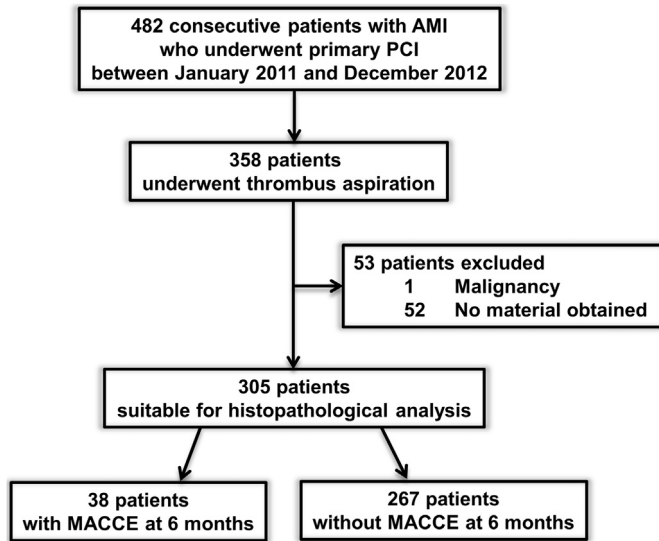 482 consecutive patients with AMI
who underwent primary PCI
between January 2011 and December 2012
358 patients
underwent thrombus aspiration
53 patients excluded
1 Malignancy
52 No material obtained
305 patients
suitable for histopathological analysis
38 patients
with MACCE at 6 months
267 patients
without MACCE at 6 months